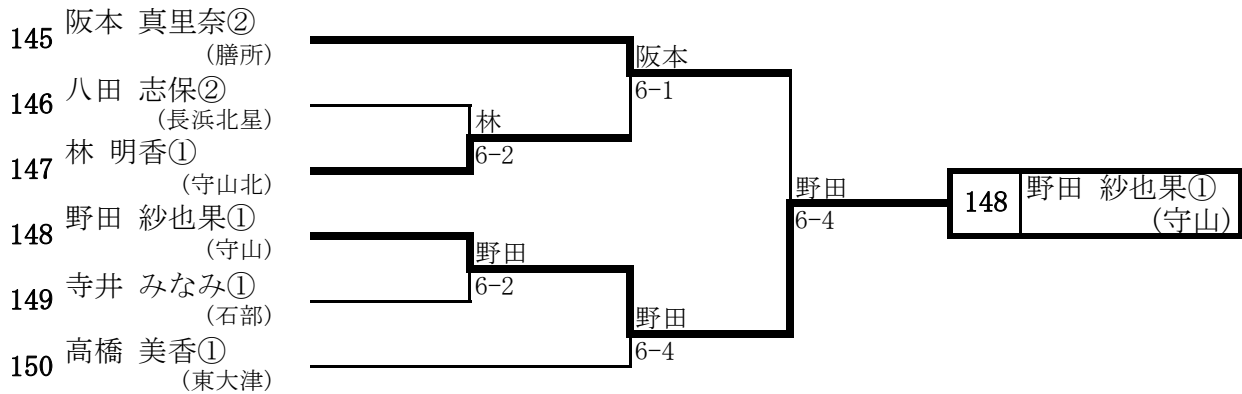 145 阪本 真里奈②
(膳所)
146 八田 志保②
(長浜北星)
147 林 明香①
(守山北)
148 野田 紗也果①
(守山)
149 寺井 みなみ①
(石部)
150 高橋 美香①
(東大津)
林
6-2
野田
6-2
阪本
6-1
野田
6-4
野田
6-4
148 野田 紗也果①
(守山)